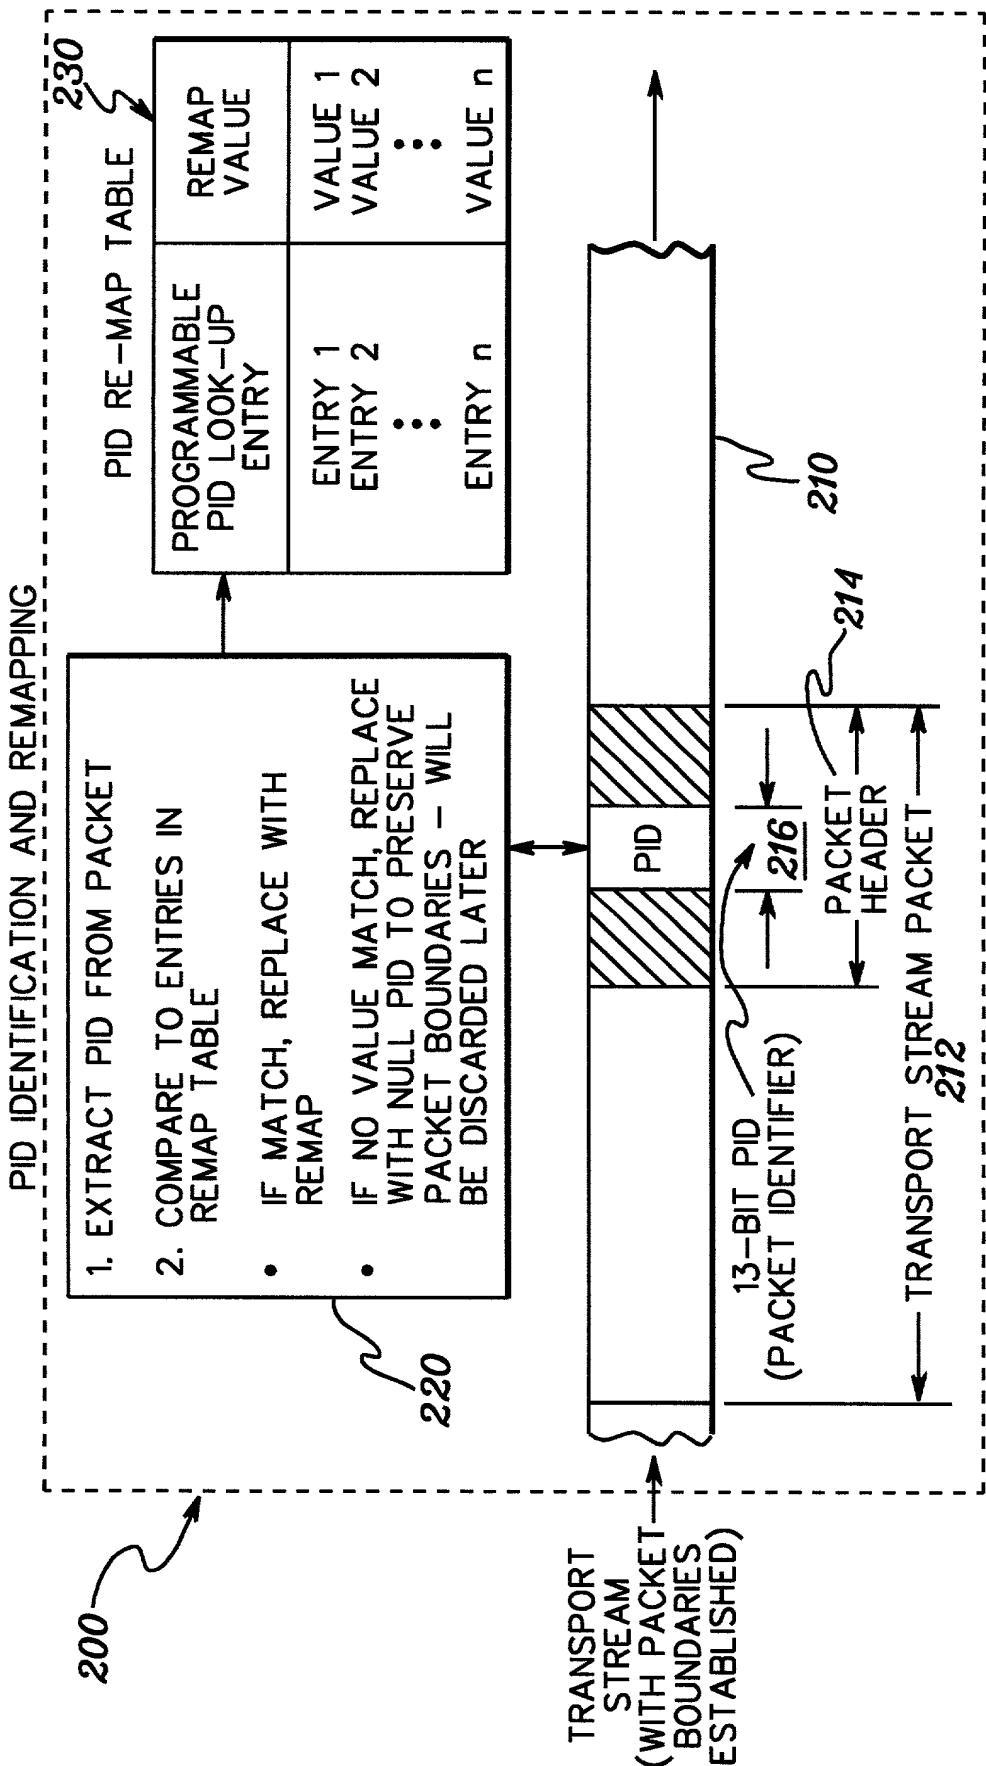 PID IDENTIFICATION AND REMAPPING
200
1. EXTRACT PID FROM PACKET
2. COMPARE TO ENTRIES IN
REMAP TABLE
• IF MATCH, REPLACE WITH
REMAP
• IF NO VALUE MATCH, REPLACE
WITH NULL PID TO PRESERVE
PACKET BOUNDARIES – WILL
BE DISCARDED LATER
220
PID RE-MAP TABLE
230
PROGRAMMABLE
PID LOOK-UP
ENTRY
REMAP
VALUE
ENTRY 1
ENTRY 2
ENTRY n
VALUE 1
VALUE 2
VALUE n
TRANSPORT
STREAM
(WITH PACKET
BOUNDARIES
ESTABLISHED)
PID
210
216
13-BIT PID
(PACKET IDENTIFIER)
PACKET
HEADER
214
TRANSPORT STREAM PACKET
212